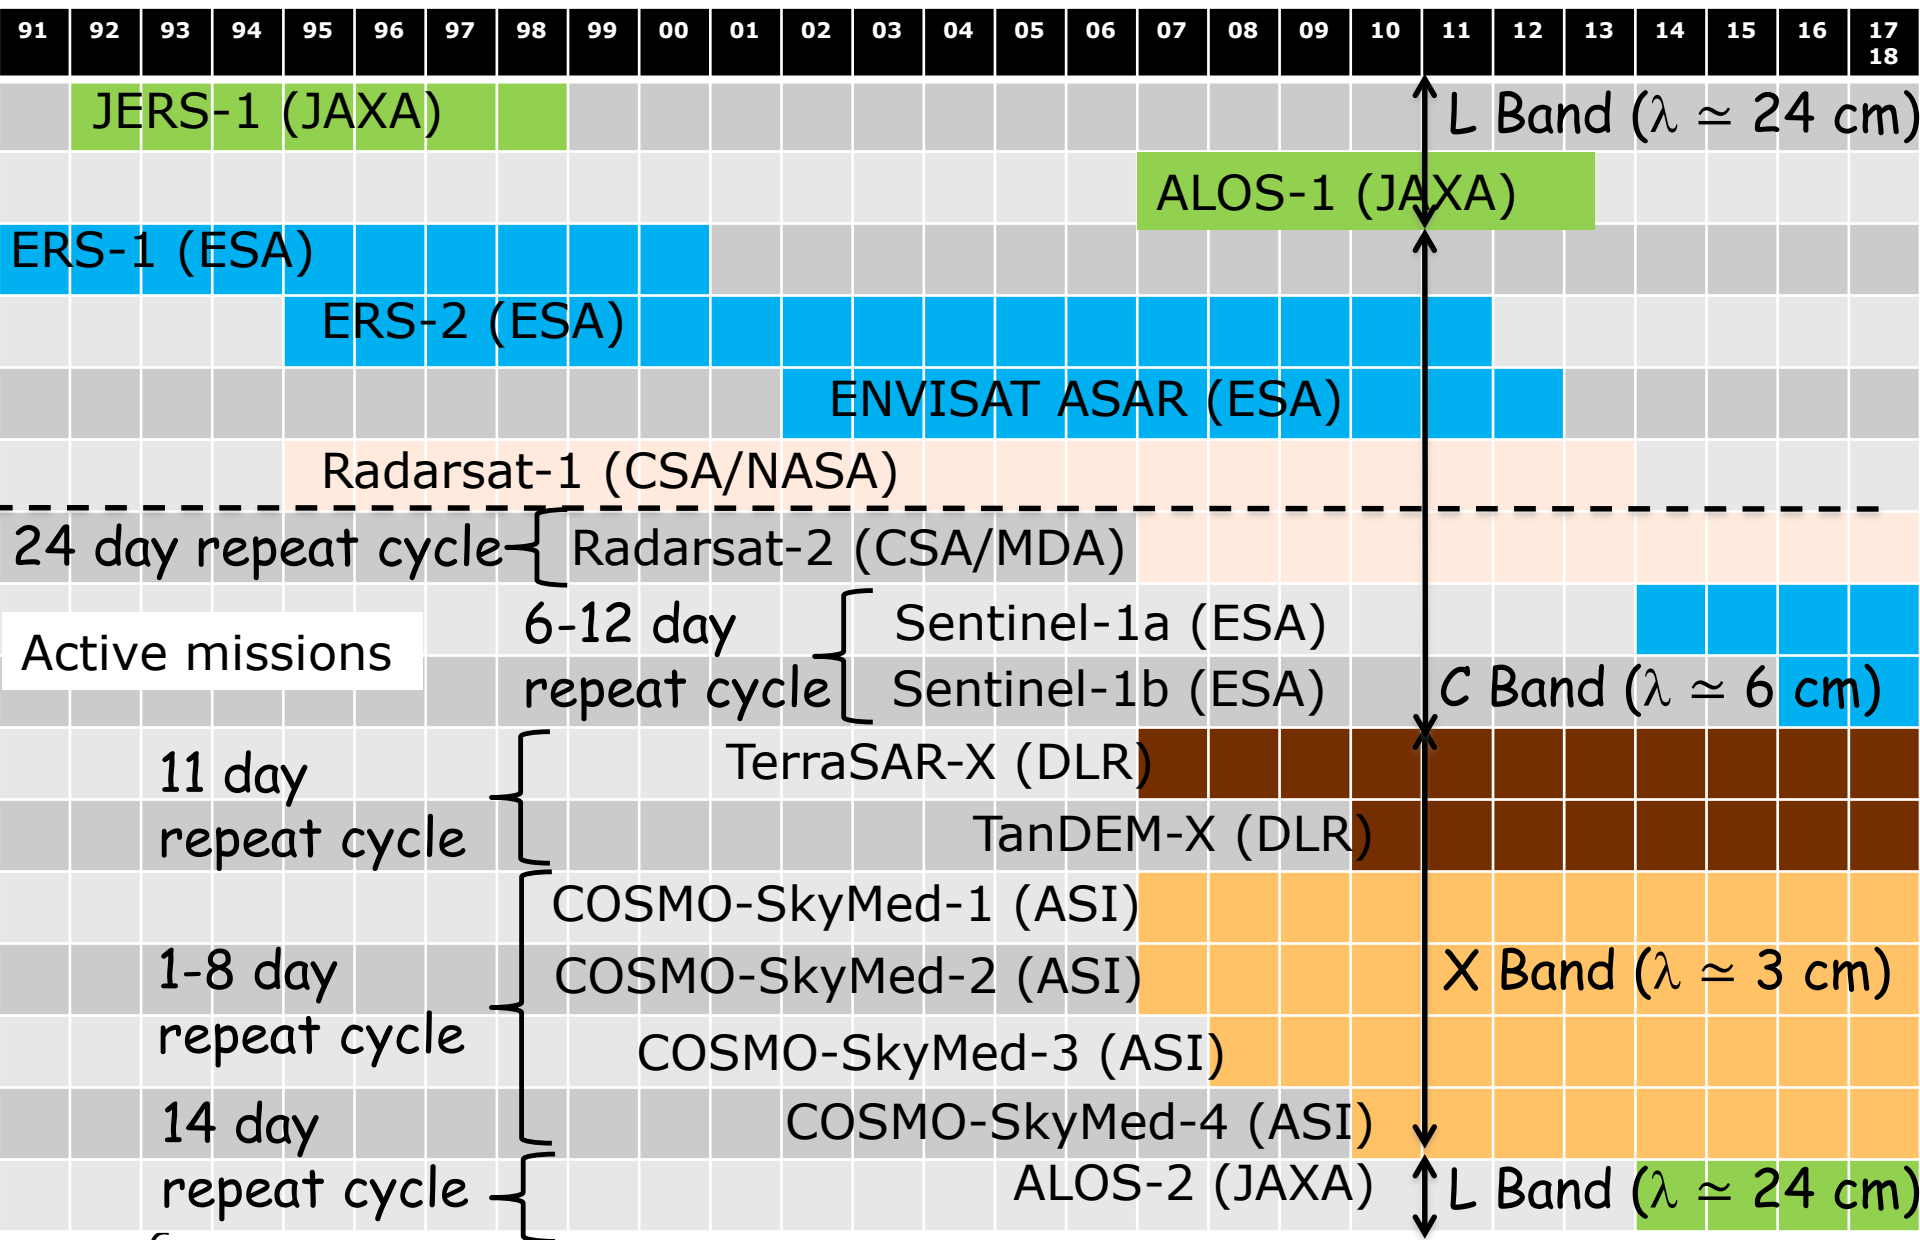 91 92 93 94 95 96 97 98 99 00 01 02 03 04 05 06 07 08 09 10 11 12 13 14 15 16 17
18
JERS-1 (JAXA)
L Band (λ ≃ 24 cm)
ALOS-1 (JAXA)
ERS-1 (ESA)
ERS-2 (ESA)
ENVISAT ASAR (ESA)
Radarsat-1 (CSA/NASA)
24 day repeat cycle
Radarsat-2 (CSA/MDA)
Active missions
6-12 day
repeat cycle
Sentinel-1a (ESA)
Sentinel-1b (ESA)
C Band (λ ≃ 6 cm)
11 day
repeat cycle
TerraSAR-X (DLR)
TanDEM-X (DLR)
1-8 day
repeat cycle
COSMO-SkyMed-1 (ASI)
COSMO-SkyMed-2 (ASI)
X Band (λ ≃ 3 cm)
COSMO-SkyMed-3 (ASI)
COSMO-SkyMed-4 (ASI)
14 day
repeat cycle
ALOS-2 (JAXA)
L Band (λ ≃ 24 cm)